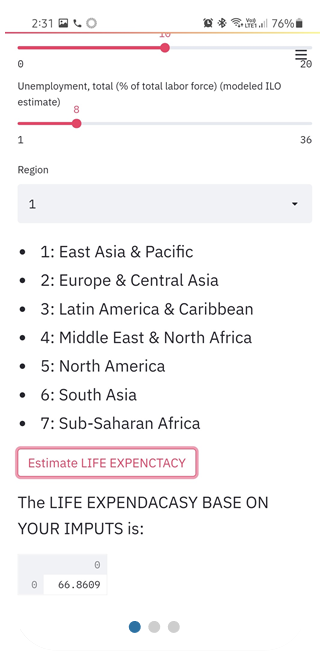 2:31
76%
10
0 20
Unemployment, total (% of total labor force) (modeled ILO
estimate)
8
1 36
Region
1
1: East Asia & Pacific
2: Europe & Central Asia
3: Latin America & Caribbean
4: Middle East & North Africa
5: North America
6: South Asia
7: Sub-Saharan Africa
Estimate LIFE EXPENCTACY
The LIFE EXPENDACASY BASE ON
YOUR IMPUTS is:
0
0 66.8609